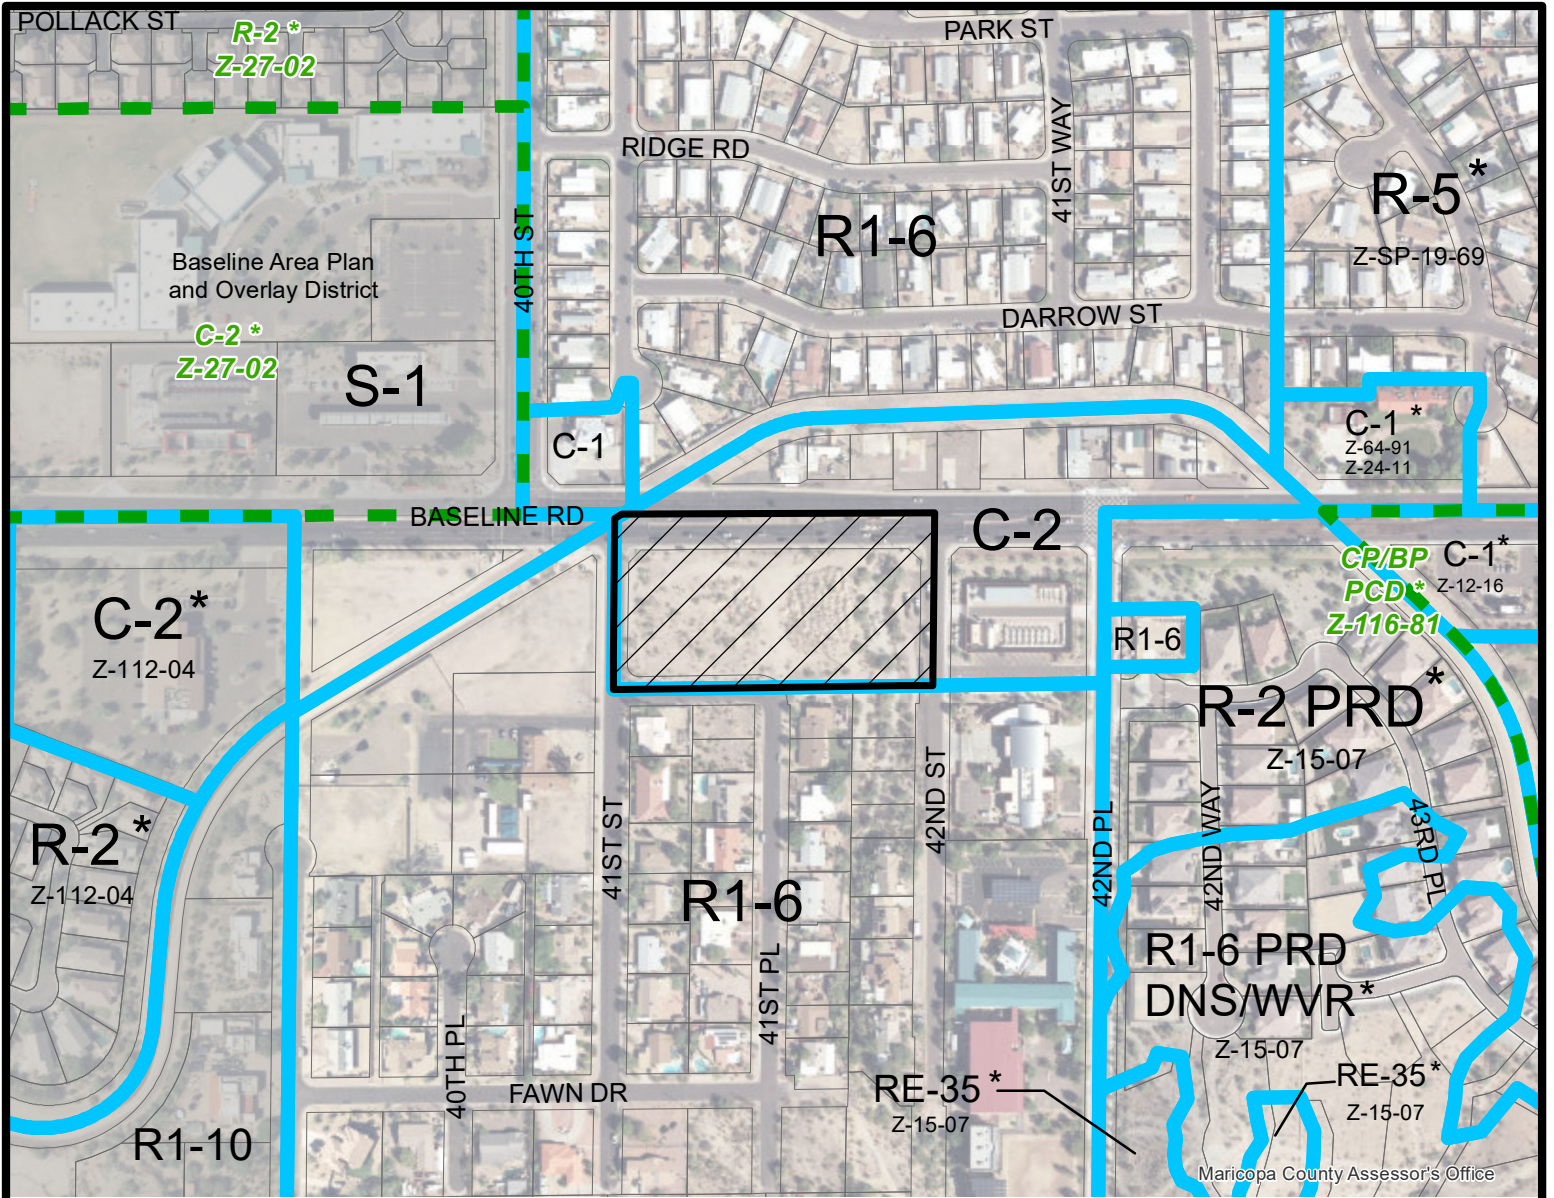 POLLACK ST
R-2 *
Z-27-02
PARK ST
RIDGE RD
41ST WAY
R-5*
Z-SP-19-69
R1-6
Baseline Area Plan
and Overlay District
40TH ST
DARROW ST
C-2 *
Z-27-02
S-1
C-1
C-1 *
Z-64-91
Z-24-11
BASELINE RD
C-2
CP/BP
PCD *
Z-116-81
C-1*
Z-12-16
C-2*
Z-112-04
R1-6
R-2 PRD*
Z-15-07
R-2 *
Z-112-04
41ST ST
42ND ST
42ND PL
42ND WAY
43RD PL
R1-6
R1-6 PRD
DNS/WVR*
Z-15-07
41ST PL
40TH PL
FAWN DR
RE-35 *
Z-15-07
RE-35 *
Z-15-07
R1-10
Maricopa County Assessor's Office